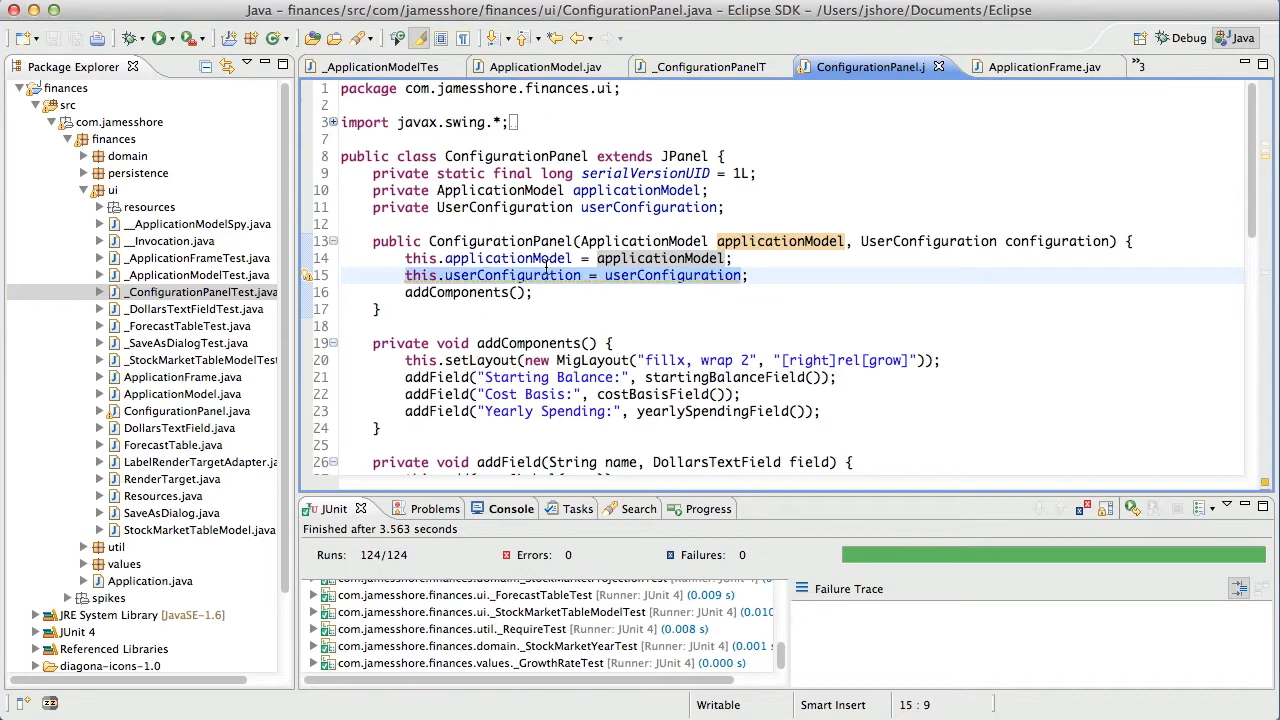 Java - finances/src/com/jamesshore/finances/ui/ConfigurationPanel.java - Eclipse SDK - /Users/jshore/Documents/Eclipse
Debug
Java
Package Explorer
finances
src
com.jamesshore
finances
domain
persistence
ui
resources
__ApplicationModelSpy.java
__Invocation.java
_ApplicationFrameTest.java
_ApplicationModelTest.java
_ConfigurationPanelTest.java
_DollarsTextFieldTest.java
_ForecastTableTest.java
_SaveAsDialogTest.java
_StockMarketTableModelTest
ApplicationFrame.java
ApplicationModel.java
ConfigurationPanel.java
DollarsTextField.java
ForecastTable.java
LabelRenderTargetAdapter.ja
RenderTarget.java
Resources.java
SaveAsDialog.java
StockMarketTableModel.java
util
values
Application.java
spikes
JRE System Library [JavaSE-1.6]
JUnit 4
Referenced Libraries
diagona-icons-1.0
_ApplicationModelTes
ApplicationModel.jav
_ConfigurationPanelT
ConfigurationPanel.j
ApplicationFrame.jav
»3
1 package com.jamesshore.finances.ui;
2
3 import javax.swing.*;
7
8 public class ConfigurationPanel extends JPanel {
9 private static final long serialVersionUID = 1L;
10 private ApplicationModel applicationModel;
11 private UserConfiguration userConfiguration;
12
13 public ConfigurationPanel(ApplicationModel applicationModel, UserConfiguration configuration) {
14 this.applicationModel = applicationModel;
15 this.userConfiguration = userConfiguration;
16 addComponents();
17 }
18
19 private void addComponents() {
20 this.setLayout(new MigLayout("fillx, wrap 2", "[right]rel[grow]"));
21 addField("Starting Balance:", startingBalanceField());
22 addField("Cost Basis:", costBasisField());
23 addField("Yearly Spending:", yearlySpendingField());
24 }
25
26 private void addField(String name, DollarsTextField field) {
JUnit
Problems
Console
Tasks
Search
Progress
Finished after 3.563 seconds
Runs: 124/124
Errors: 0
Failures: 0
com.jamesshore.finances.domain._StockMarketProjectionTest [Runner: JUnit 4]
com.jamesshore.finances.ui._ForecastTableTest [Runner: JUnit 4] (0.009 s)
com.jamesshore.finances.ui._StockMarketTableModelTest [Runner: JUnit 4] (0.010
com.jamesshore.finances.util._RequireTest [Runner: JUnit 4] (0.008 s)
com.jamesshore.finances.domain._StockMarketYearTest [Runner: JUnit 4] (0.001 s
com.jamesshore.finances.values._GrowthRateTest [Runner: JUnit 4] (0.000 s)
Failure Trace
Writable
Smart Insert
15 : 9